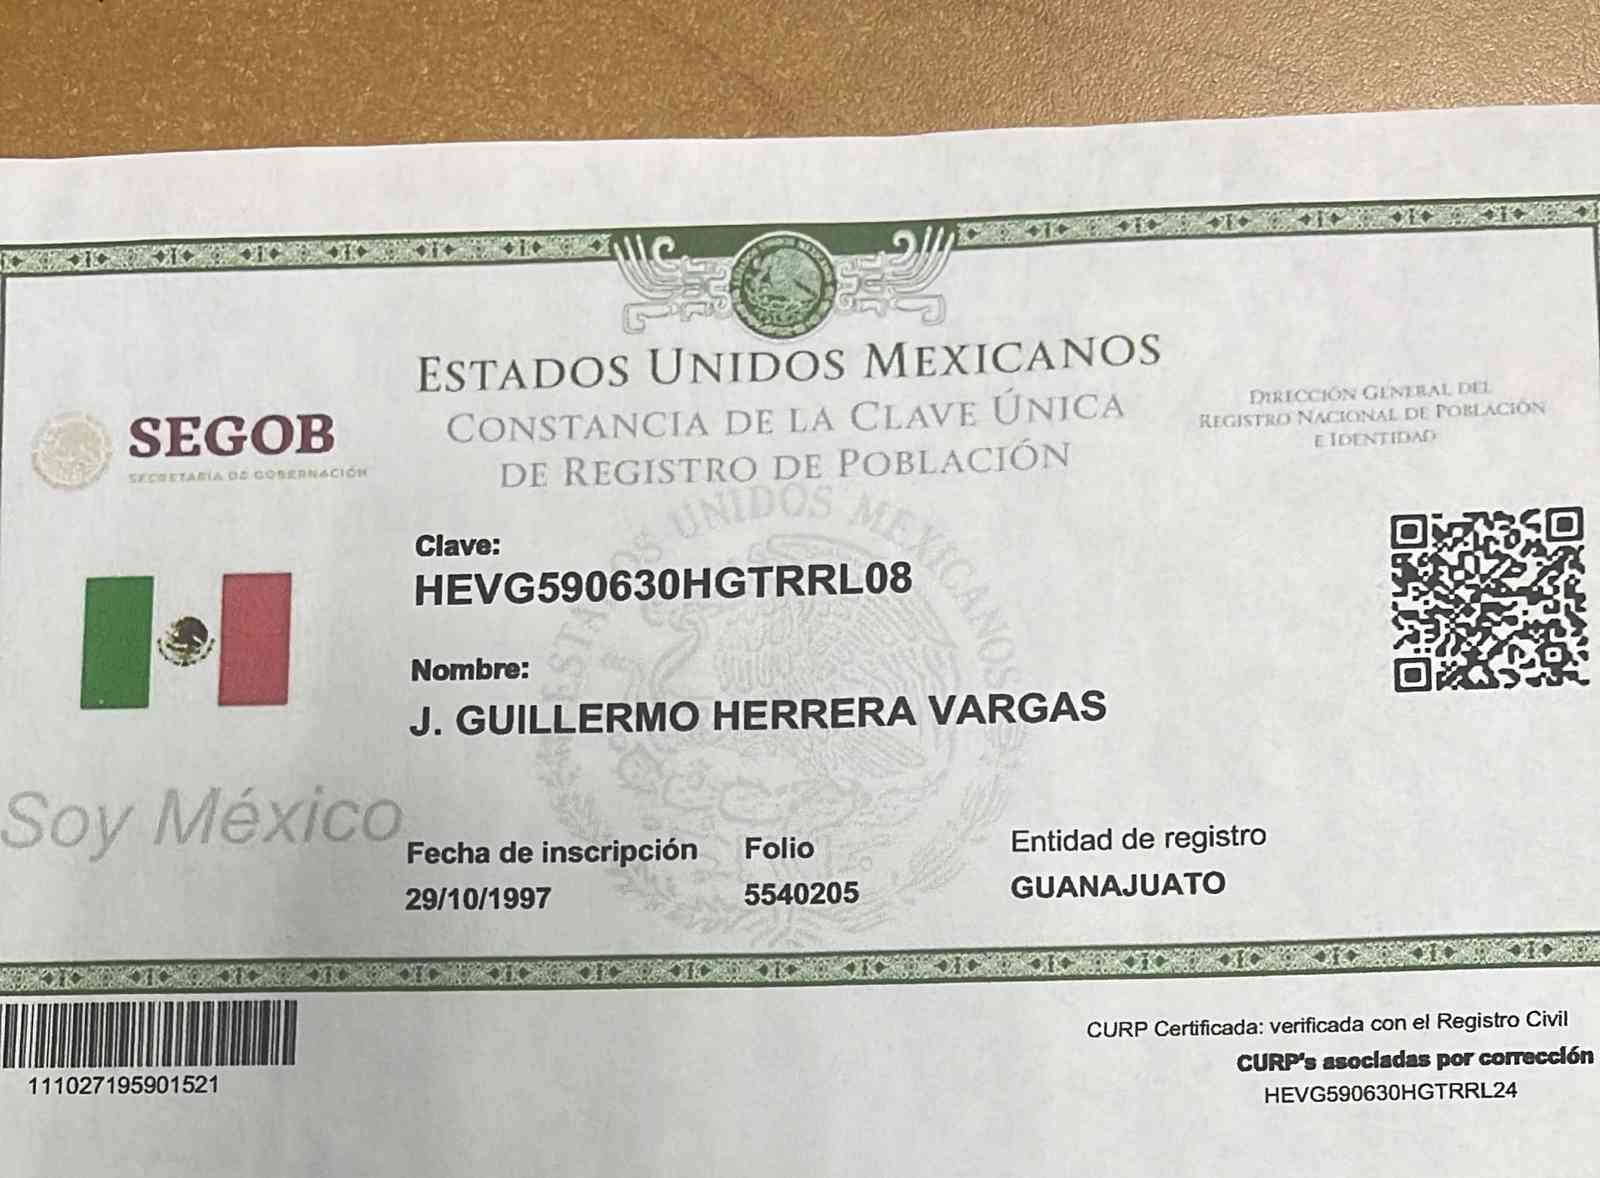 ESTADOS UNIDOS MEXICANOS
CONSTANCIA DE LA CLAVE ÚNICA
DE REGISTRO DE POBLACIÓN
SEGOB
SECRETARÍA DE GOBERNACIÓN
DIRECCIÓN GENERAL DEL
REGISTRO NACIONAL DE POBLACIÓN
E IDENTIDAD
ESTADOS UNIDOS MEXICANOS
Clave:
HEVG590630HGTRRL08
Nombre:
J. GUILLERMO HERRERA VARGAS
Soy México
Fecha de inscripción
29/10/1997
Folio
5540205
Entidad de registro
GUANAJUATO
111027195901521
CURP Certificada: verificada con el Registro Civil
CURP's asociadas por corrección
HEVG590630HGTRRL24